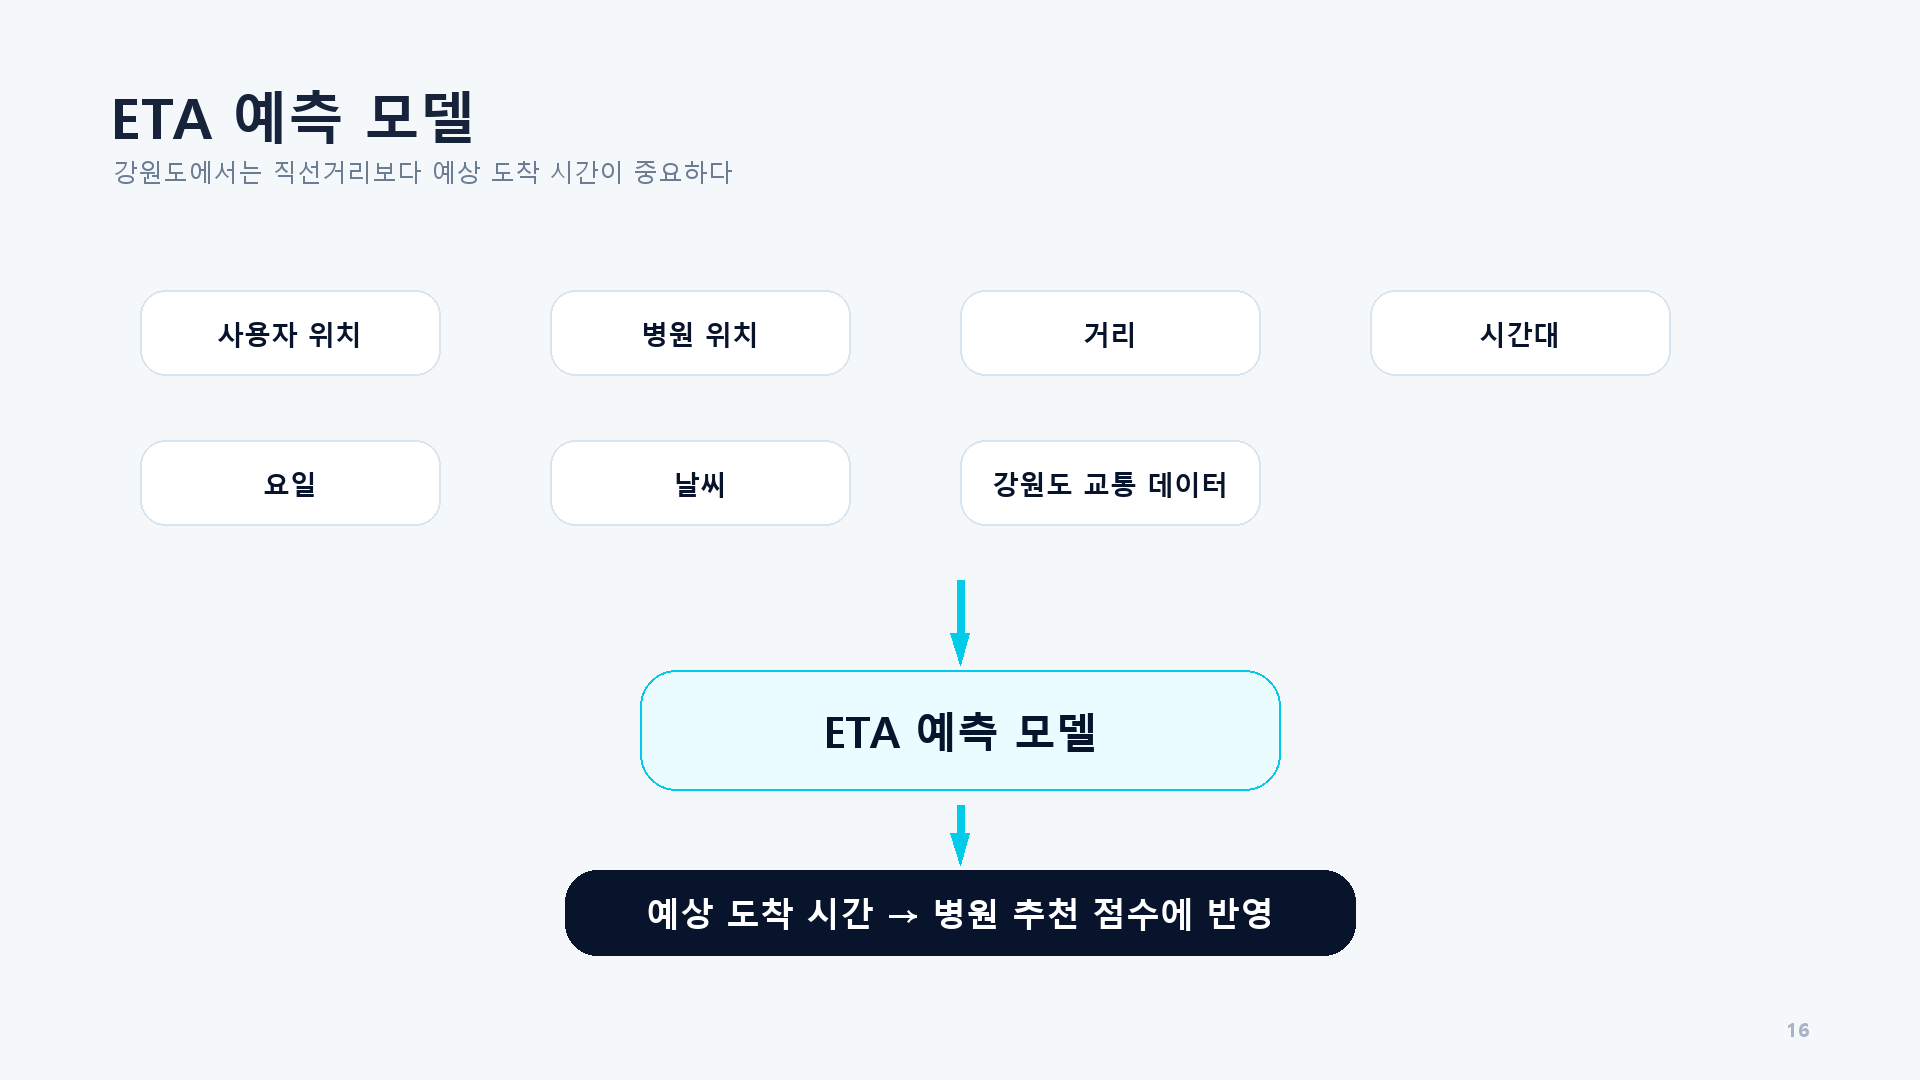 ETA 예측 모델
강원도에서는 직선거리보다 예상 도착 시간이 중요하다
사용자 위치
병원 위치
거리
시간대
요일
날씨
강원도 교통 데이터
ETA 예측 모델
예상 도착 시간 → 병원 추천 점수에 반영
16